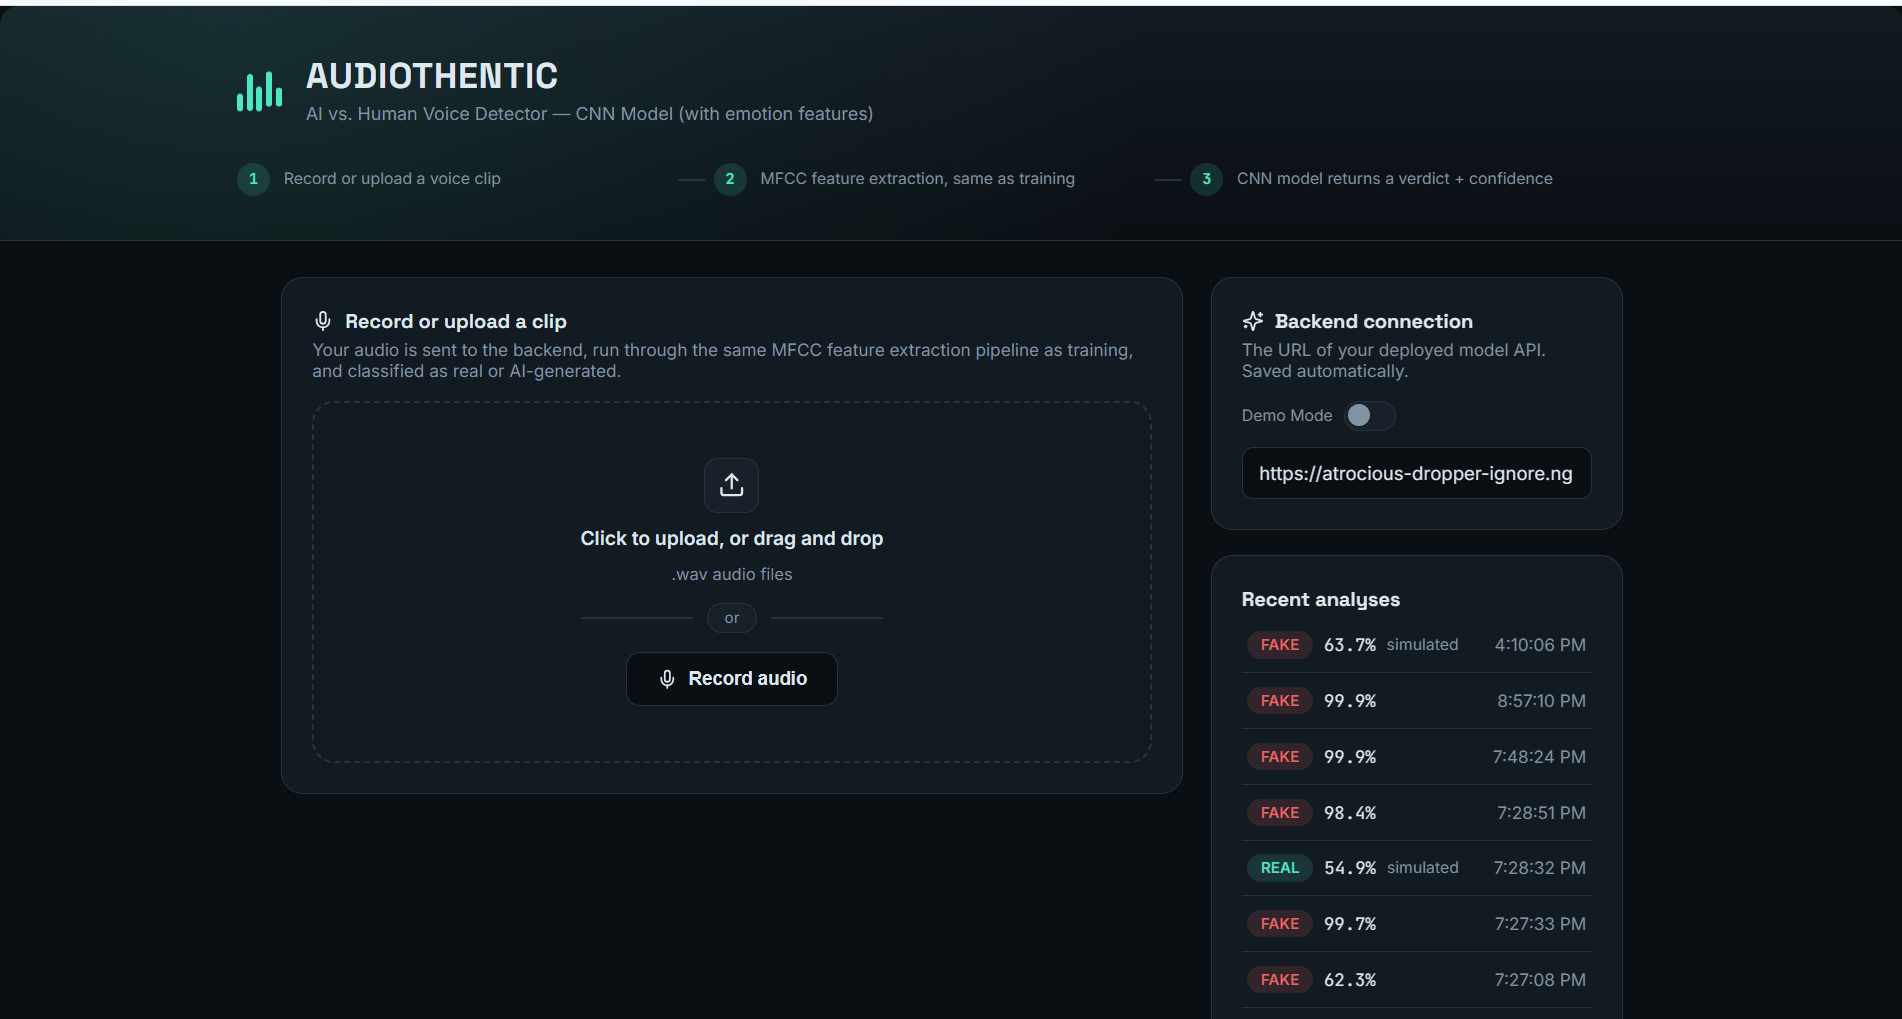 AUDIOTHENTIC
AI vs. Human Voice Detector — CNN Model (with emotion features)
1 Record or upload a voice clip
2 MFCC feature extraction, same as training
3 CNN model returns a verdict + confidence
Record or upload a clip
Your audio is sent to the backend, run through the same MFCC feature extraction pipeline as training,
and classified as real or AI-generated.
Click to upload, or drag and drop
.wav audio files
or
Record audio
Backend connection
The URL of your deployed model API.
Saved automatically.
Demo Mode
https://atrocious-dropper-ignore.ng
Recent analyses
FAKE 63.7% simulated 4:10:06 PM
FAKE 99.9% 8:57:10 PM
FAKE 99.9% 7:48:24 PM
FAKE 98.4% 7:28:51 PM
REAL 54.9% simulated 7:28:32 PM
FAKE 99.7% 7:27:33 PM
FAKE 62.3% 7:27:08 PM